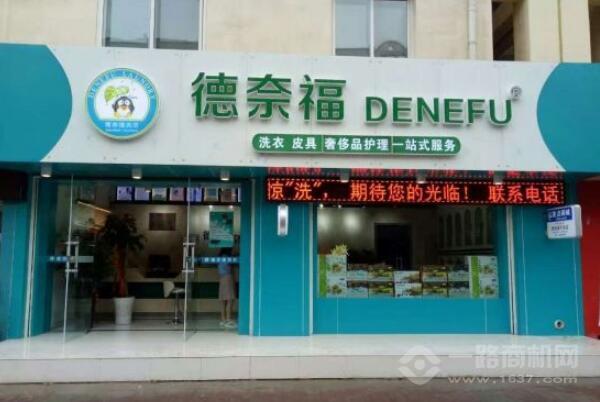 DENEFU LAUNDRY
德奈福 DENEFU ®
洗衣 皮具 奢侈品护理 一站式服务
惊"洗"， 期待您的光临！ 联系电话
一路商机网
www.1637.com